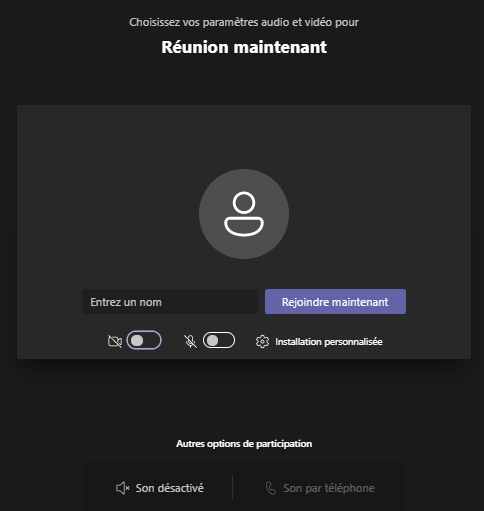 Choisissez vos paramètres audio et vidéo pour
Réunion maintenant
Entrez un nom
Rejoindre maintenant
Installation personnalisée
Autres options de participation
Son désactivé
Son par téléphone